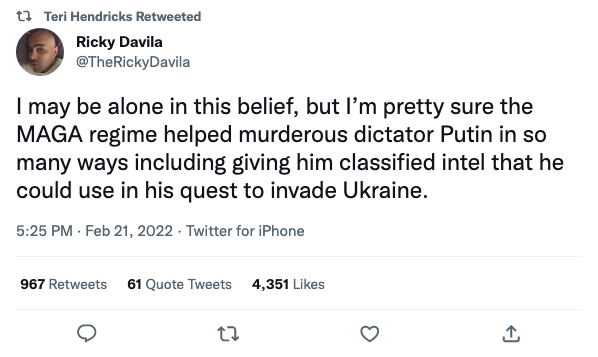 Teri Hendricks Retweeted
Ricky Davila
@TheRickyDavila
I may be alone in this belief, but I’m pretty sure the
MAGA regime helped murderous dictator Putin in so
many ways including giving him classified intel that he
could use in his quest to invade Ukraine.
5:25 PM · Feb 21, 2022 · Twitter for iPhone
967 Retweets 61 Quote Tweets 4,351 Likes